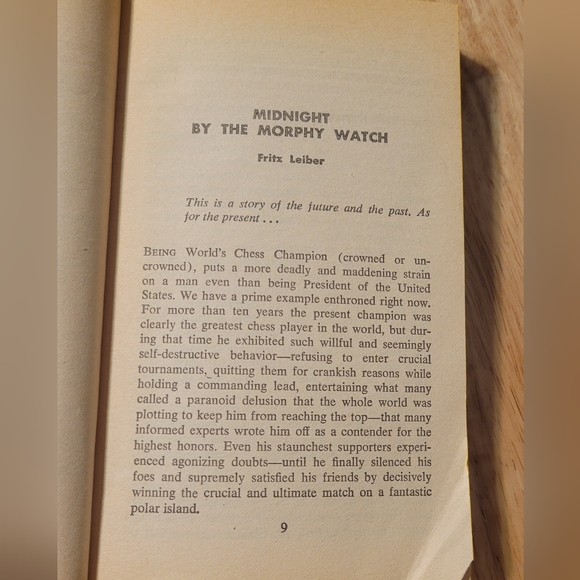 MIDNIGHT
BY THE MORPHY WATCH
Fritz Leiber
This is a story of the future and the past. As
for the present . . .
BEING World's Chess Champion (crowned or un-
crowned), puts a more deadly and maddening strain
on a man even than being President of the United
States. We have a prime example enthroned right now.
For more than ten years the present champion was
clearly the greatest chess player in the world, but dur-
ing that time he exhibited such willful and seemingly
self-destructive behavior—refusing to enter crucial
tournaments, quitting them for crankish reasons while
holding a commanding lead, entertaining what many
called a paranoid delusion that the whole world was
plotting to keep him from reaching the top—that many
informed experts wrote him off as a contender for the
highest honors. Even his staunchest supporters experi-
enced agonizing doubts—until he finally silenced his
foes and supremely satisfied his friends by decisively
winning the crucial and ultimate match on a fantastic
polar island.
9